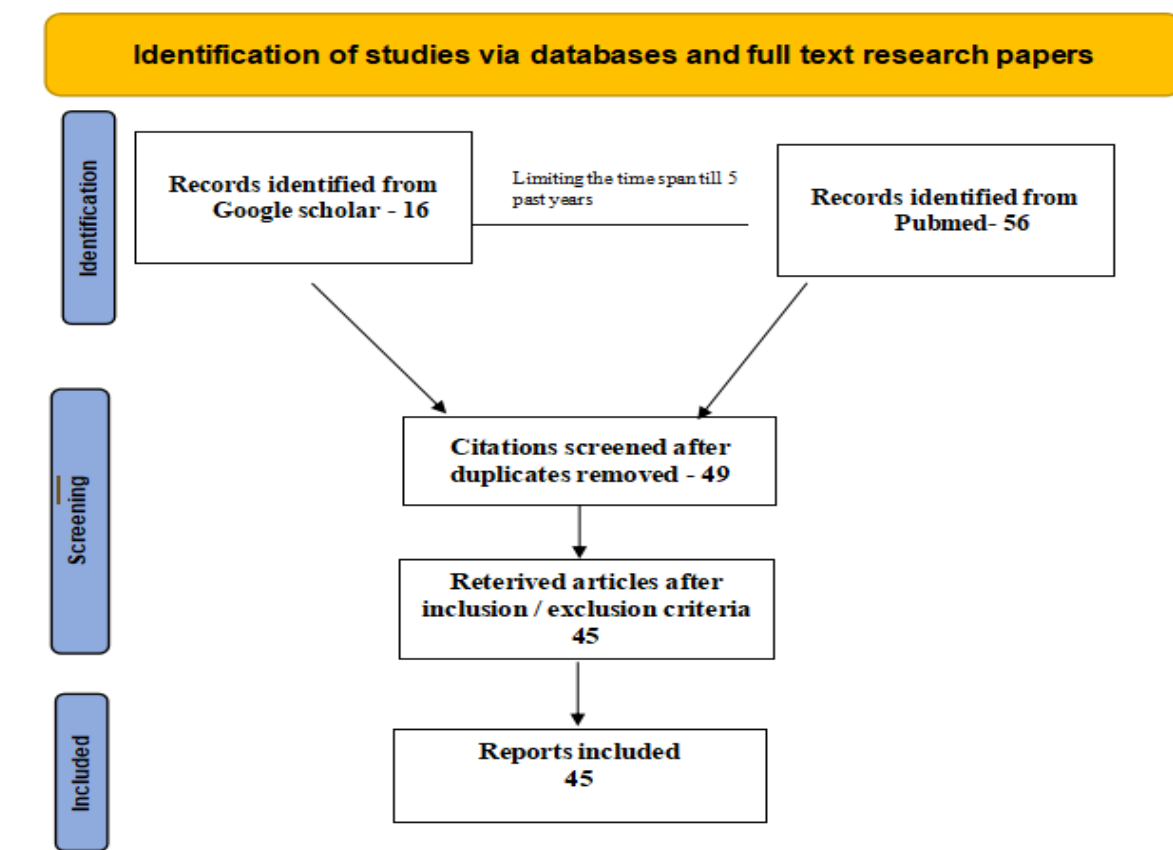 Identification of studies via databases and full text research papers
Identification
Records identified from
Google scholar - 16
Limiting the time span till 5
past years
Records identified from
Pubmed- 56
Screening
Citations screened after
duplicates removed - 49
Reterived articles after
inclusion / exclusion criteria
45
Included
Reports included
45